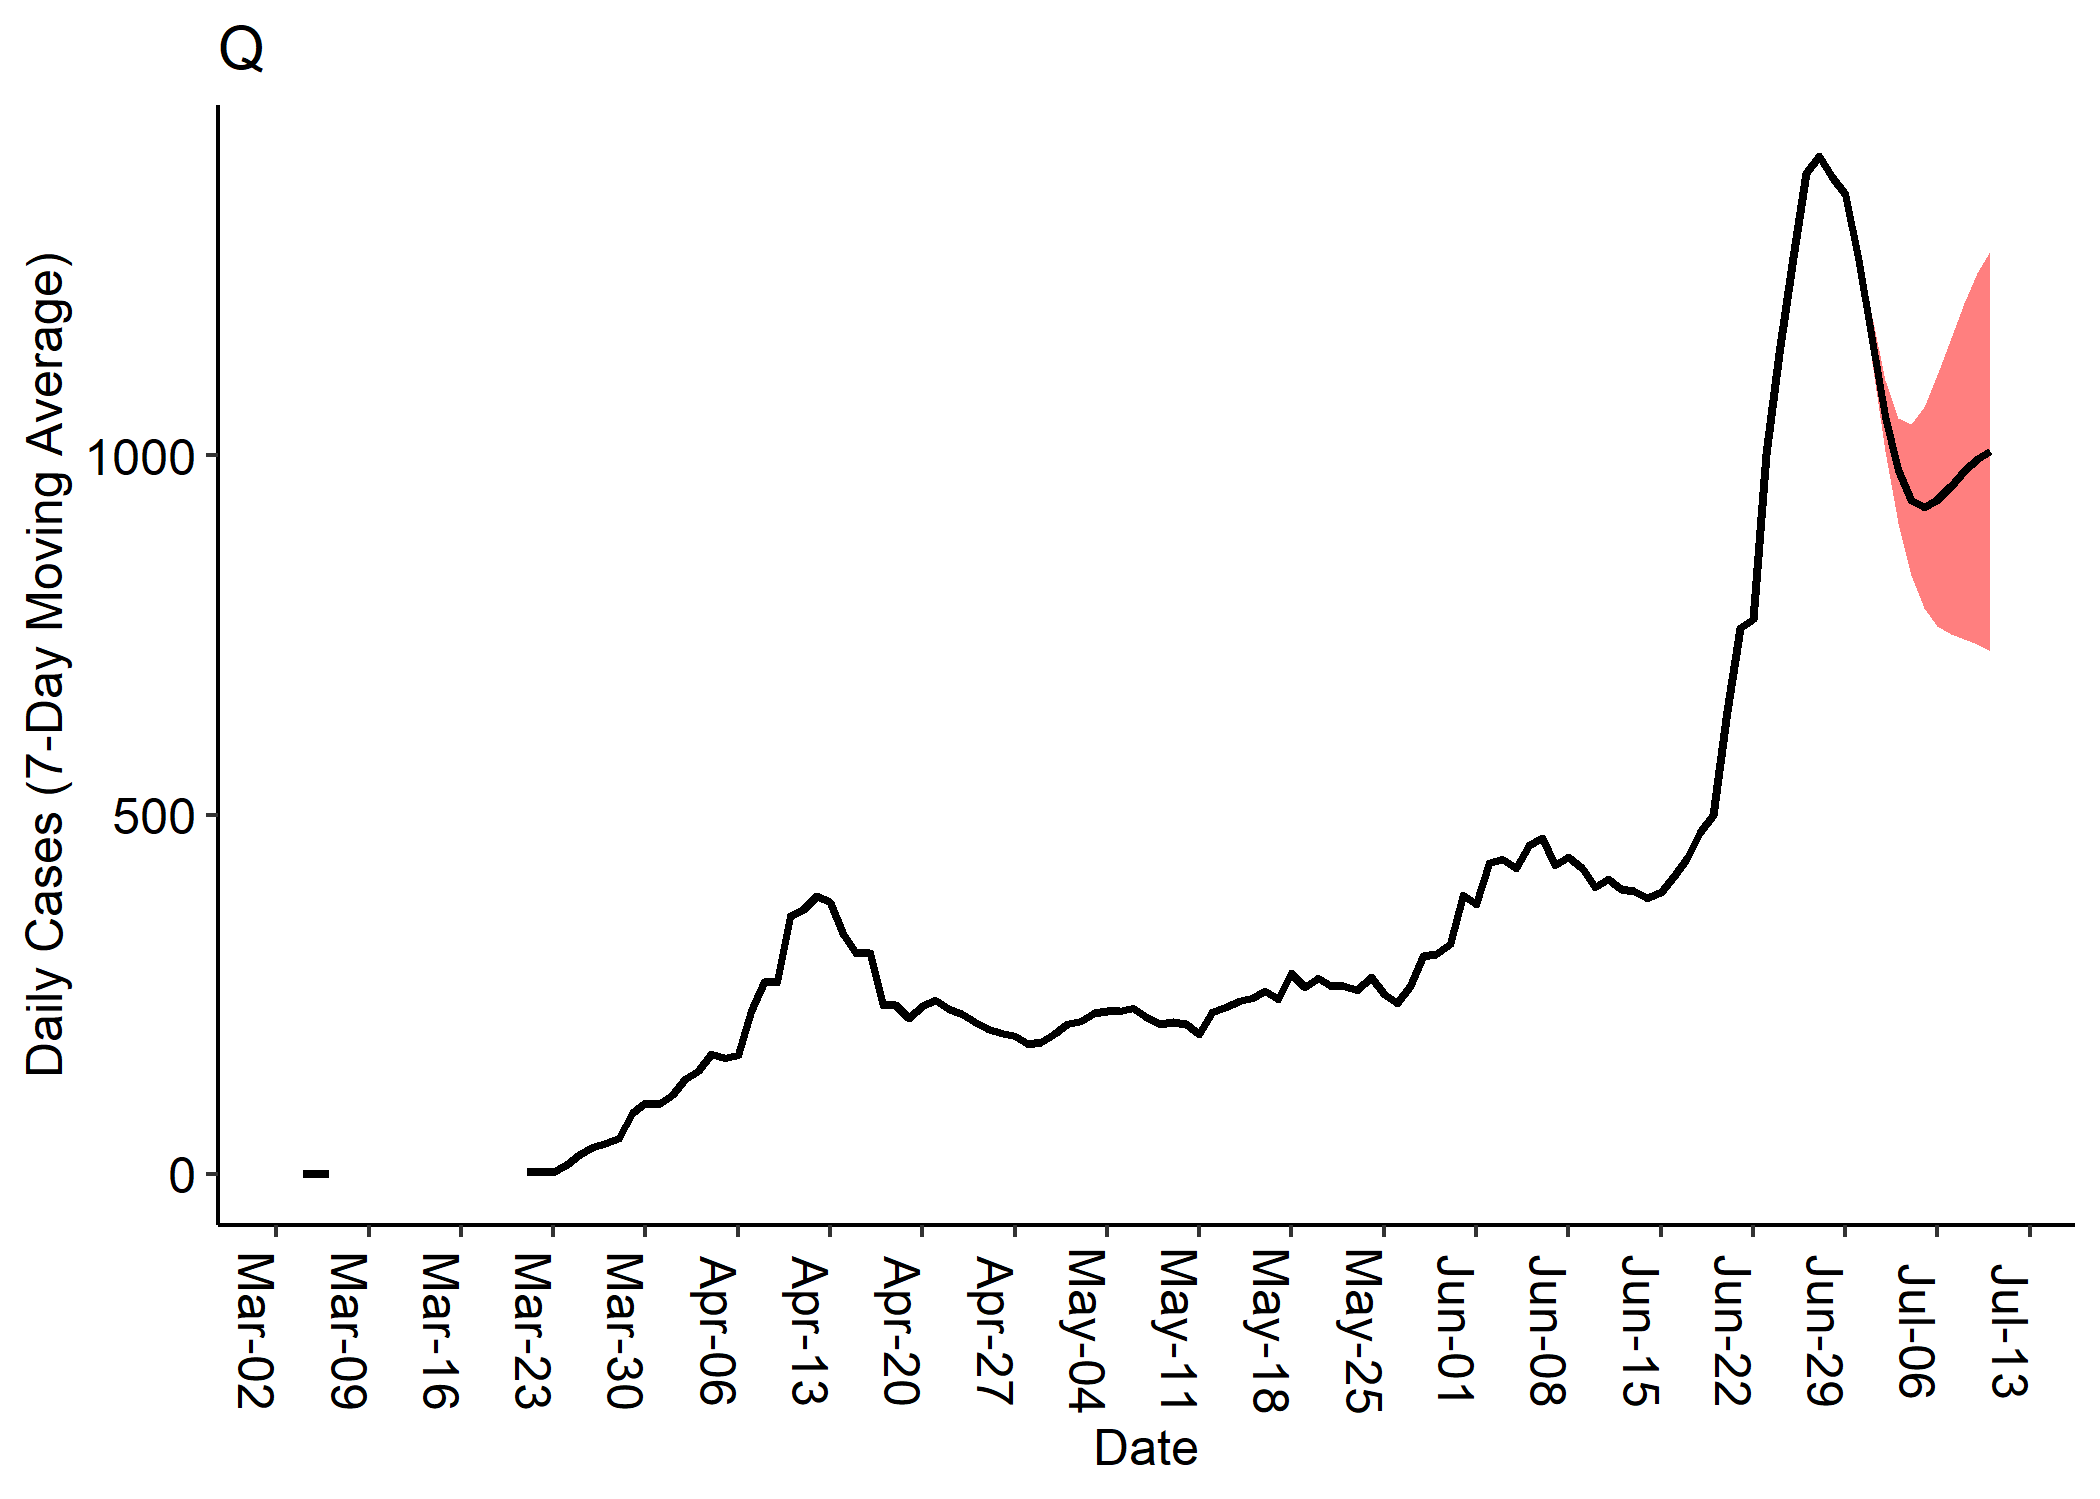 Q
Daily Cases (7-Day Moving Average)
1000
500
0
Mar-02
Mar-09
Mar-16
Mar-23
Mar-30
Apr-06
Apr-13
Apr-20
Apr-27
May-04
May-11
May-18
May-25
Jun-01
Jun-08
Jun-15
Jun-22
Jun-29
Jul-06
Jul-13
Date